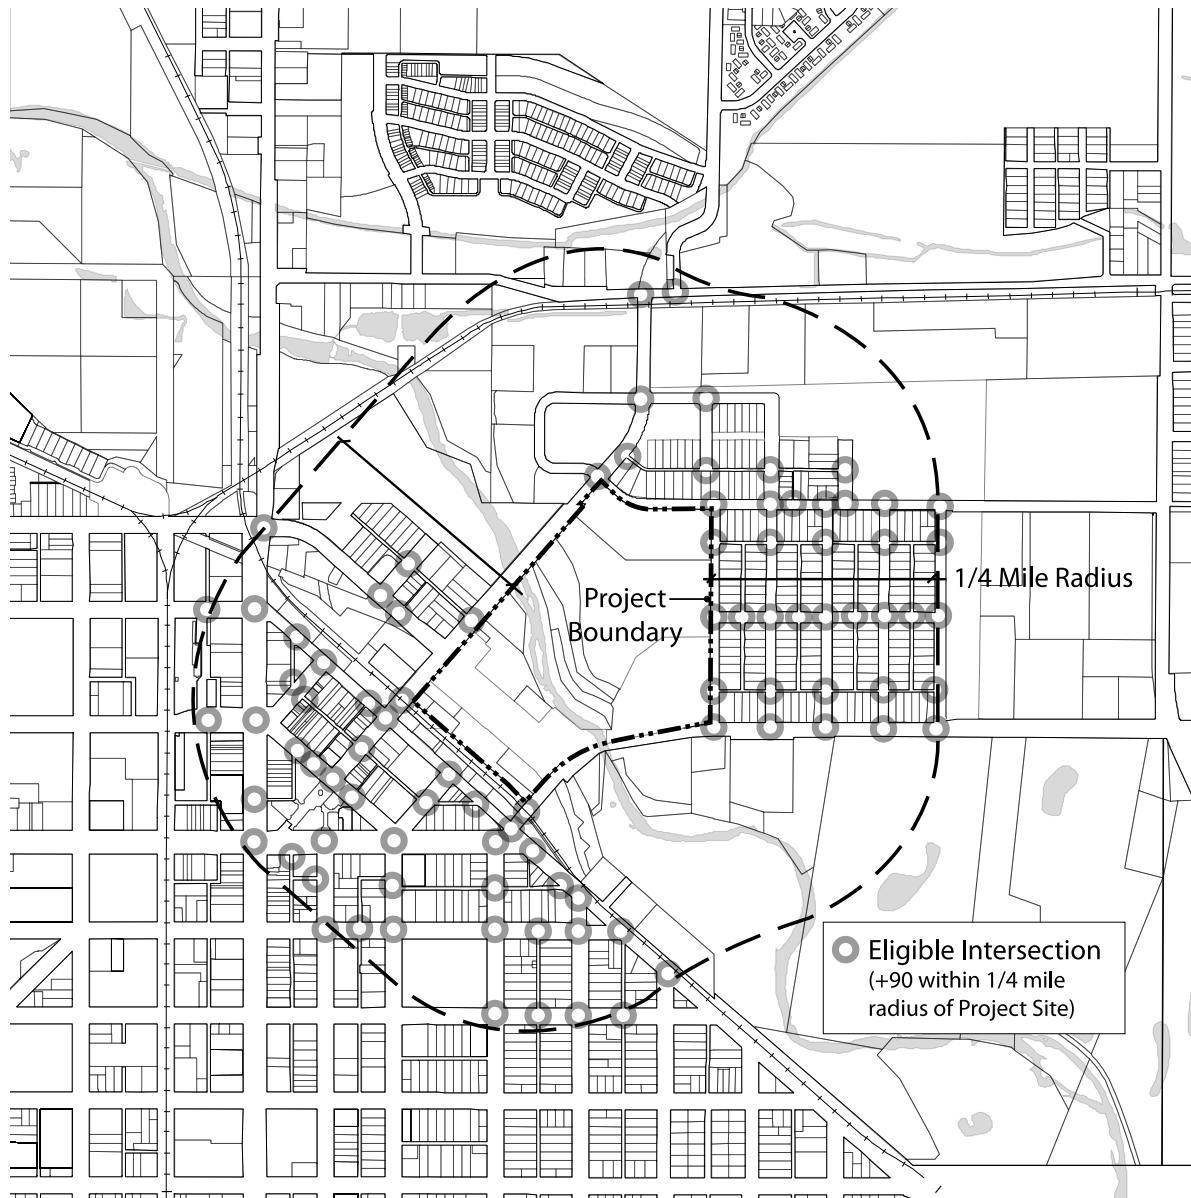 Project
Boundary
1/4 Mile Radius
Eligible Intersection
(+90 within 1/4 mile
radius of Project Site)